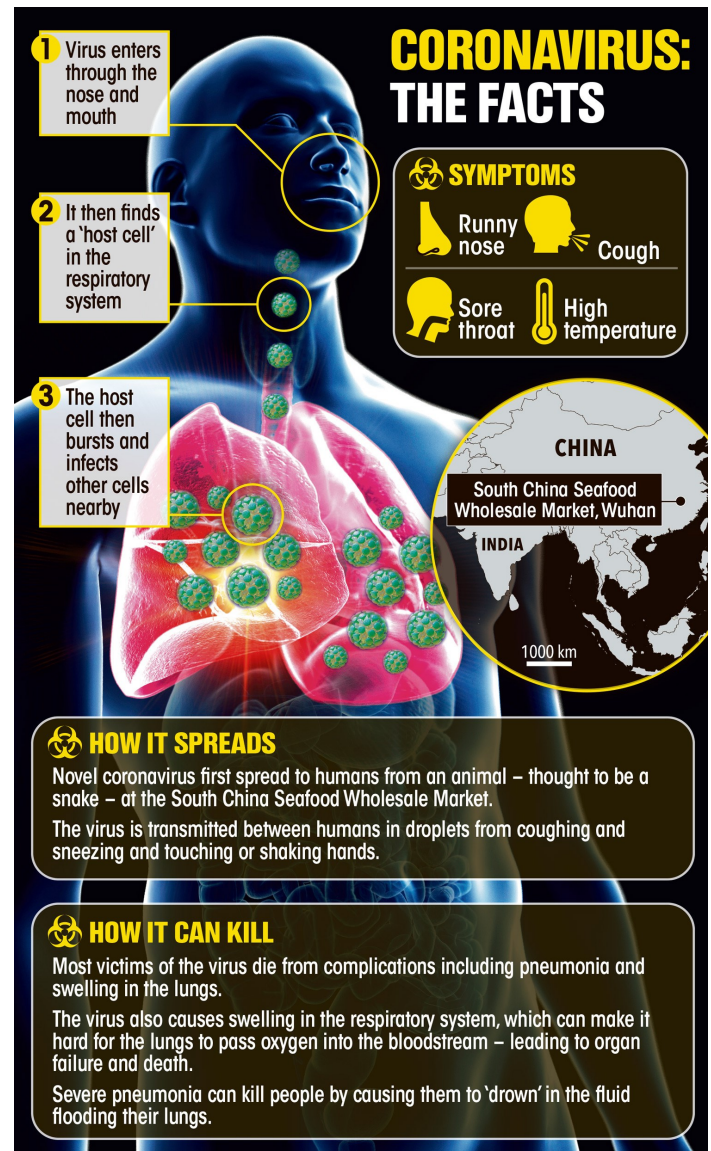 CORONAVIRUS:
THE FACTS
1 Virus enters
through the
nose and
mouth
2 It then finds
a ‘host cell’
in the
respiratory
system
3 The host
cell then
bursts and
infects
other cells
nearby
SYMPTOMS
Runny
nose
Cough
Sore
throat
High
temperature
CHINA
South China Seafood
Wholesale Market, Wuhan
INDIA
1000 km
HOW IT SPREADS
Novel coronavirus first spread to humans from an animal – thought to be a
snake – at the South China Seafood Wholesale Market.
The virus is transmitted between humans in droplets from coughing and
sneezing and touching or shaking hands.
HOW IT CAN KILL
Most victims of the virus die from complications including pneumonia and
swelling in the lungs.
The virus also causes swelling in the respiratory system, which can make it
hard for the lungs to pass oxygen into the bloodstream – leading to organ
failure and death.
Severe pneumonia can kill people by causing them to ‘drown’ in the fluid
flooding their lungs.